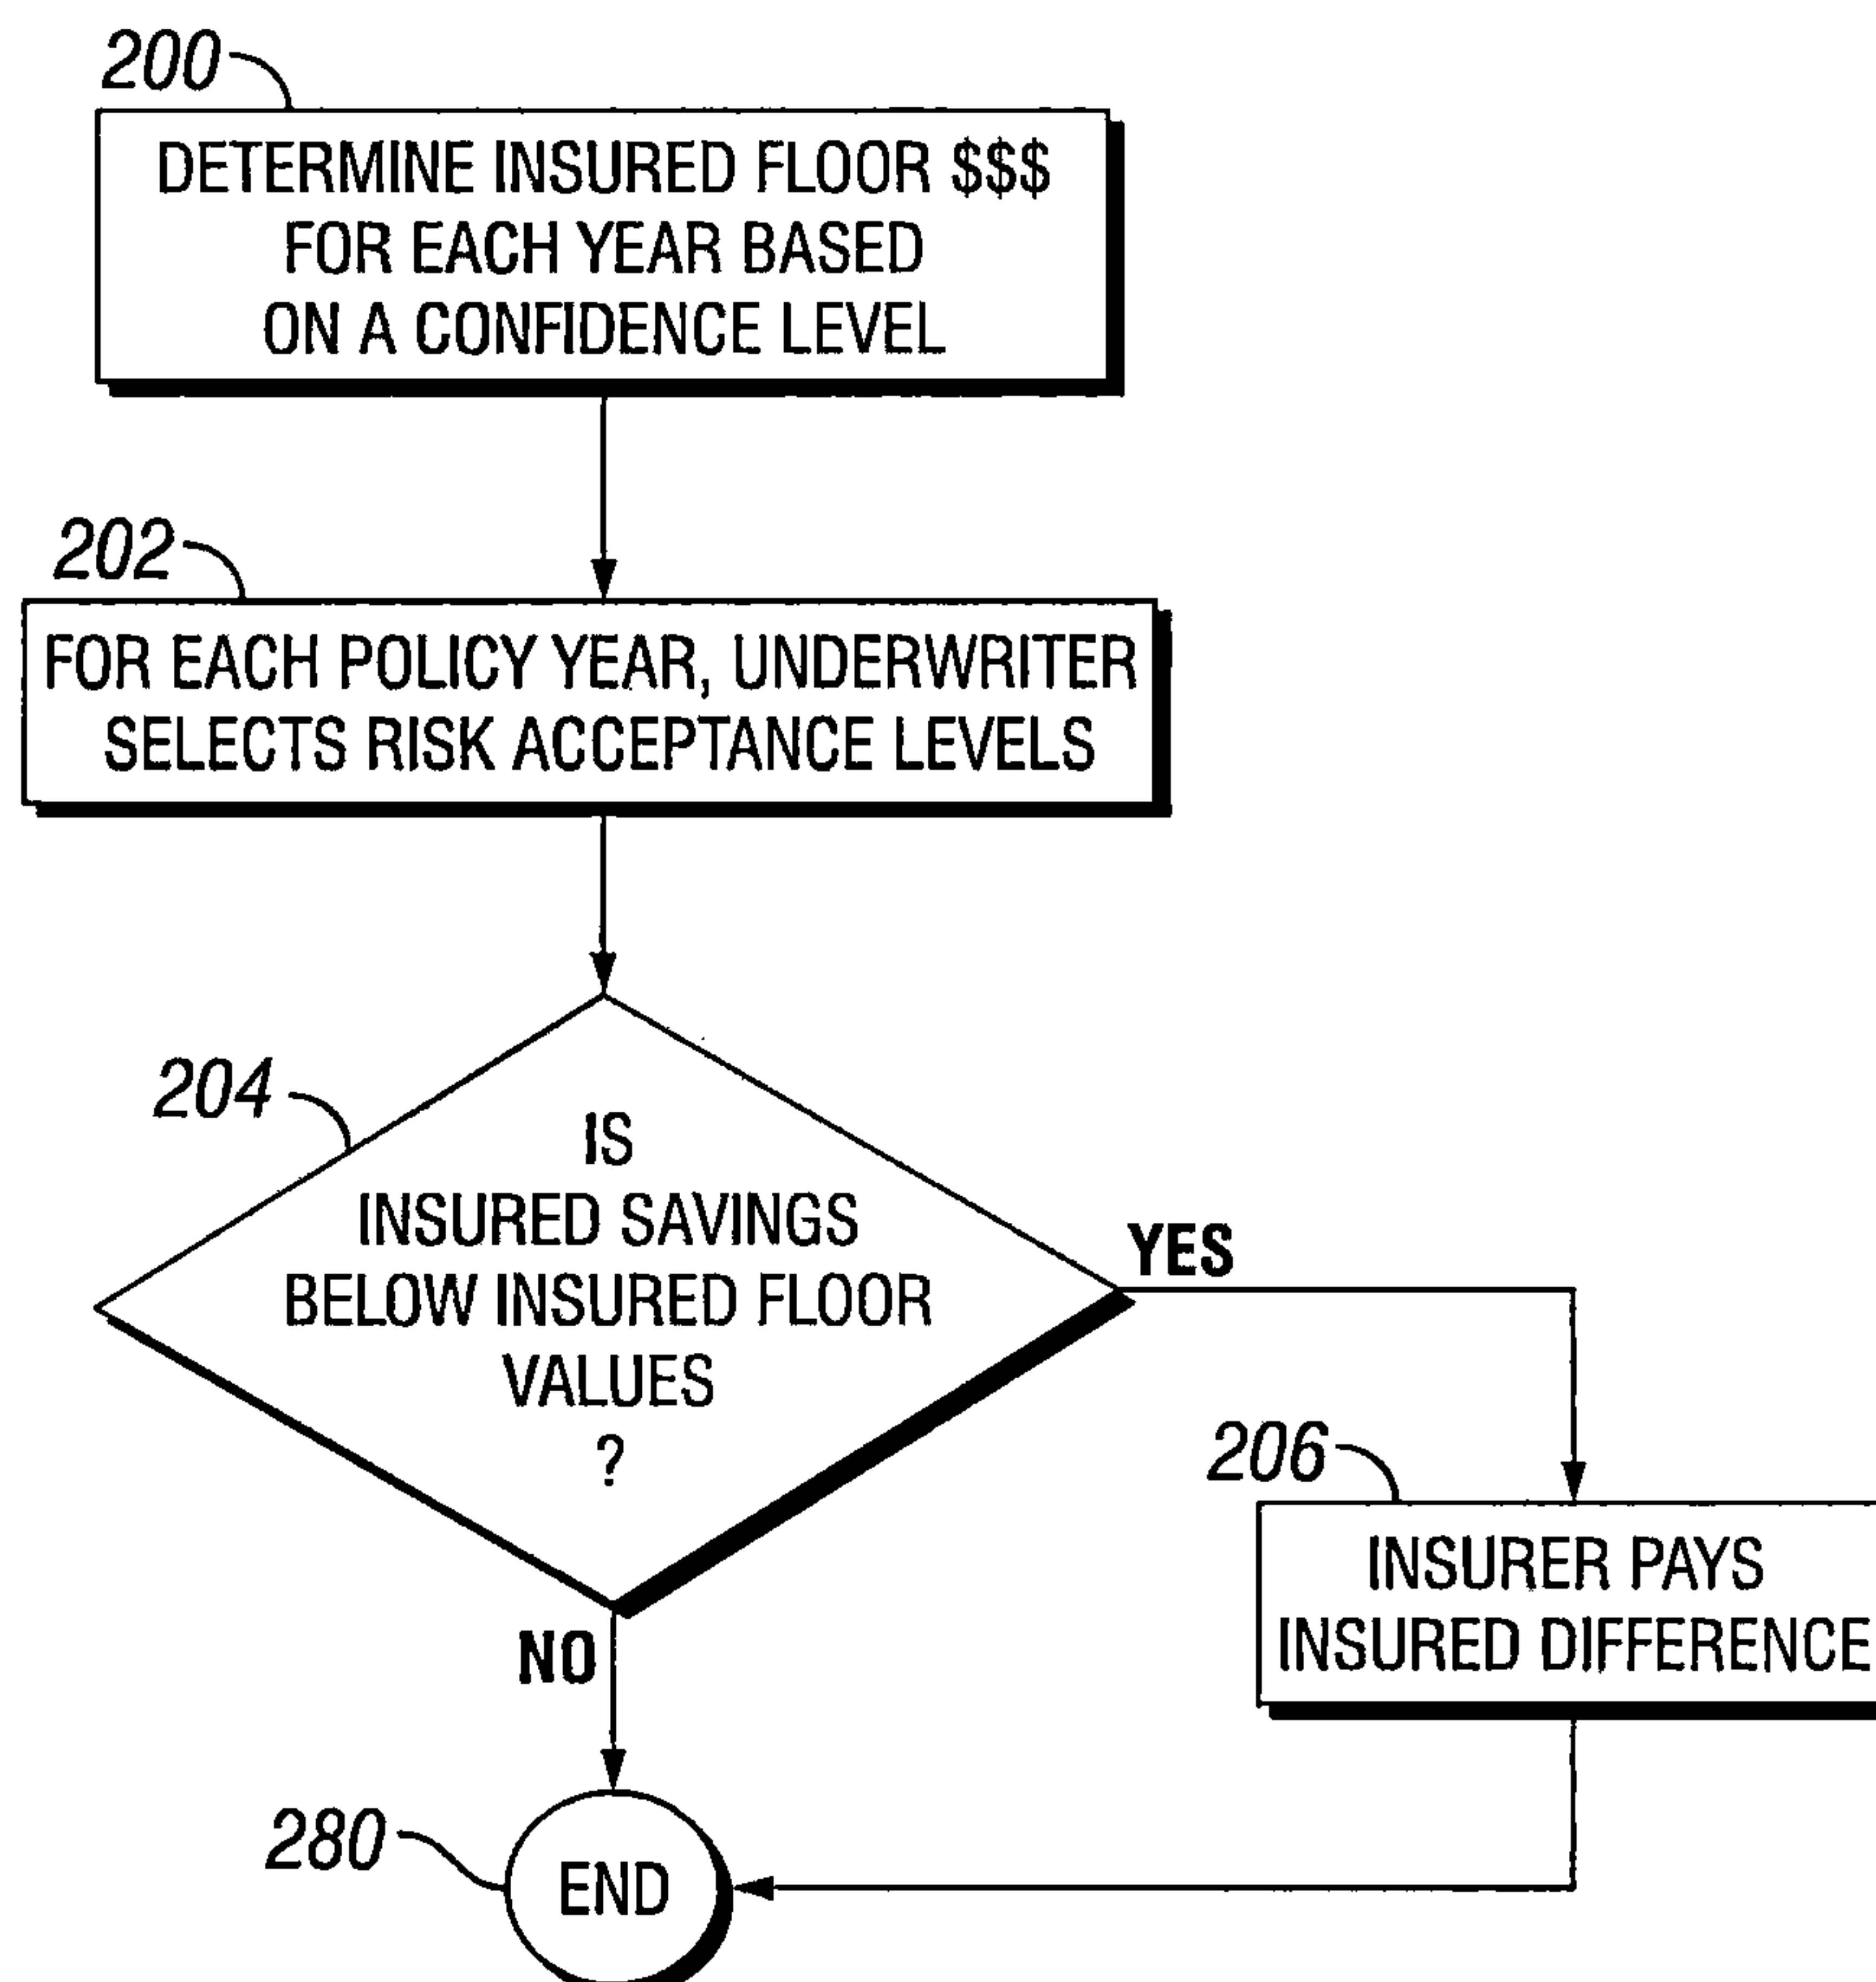 200
DETERMINE INSURED FLOOR $$$
FOR EACH YEAR BASED
ON A CONFIDENCE LEVEL
202
FOR EACH POLICY YEAR, UNDERWRITER
SELECTS RISK ACCEPTANCE LEVELS
204
IS
INSURED SAVINGS
BELOW INSURED FLOOR
VALUES
?
YES
206
INSURER PAYS
INSURED DIFFERENCE
NO
280
END